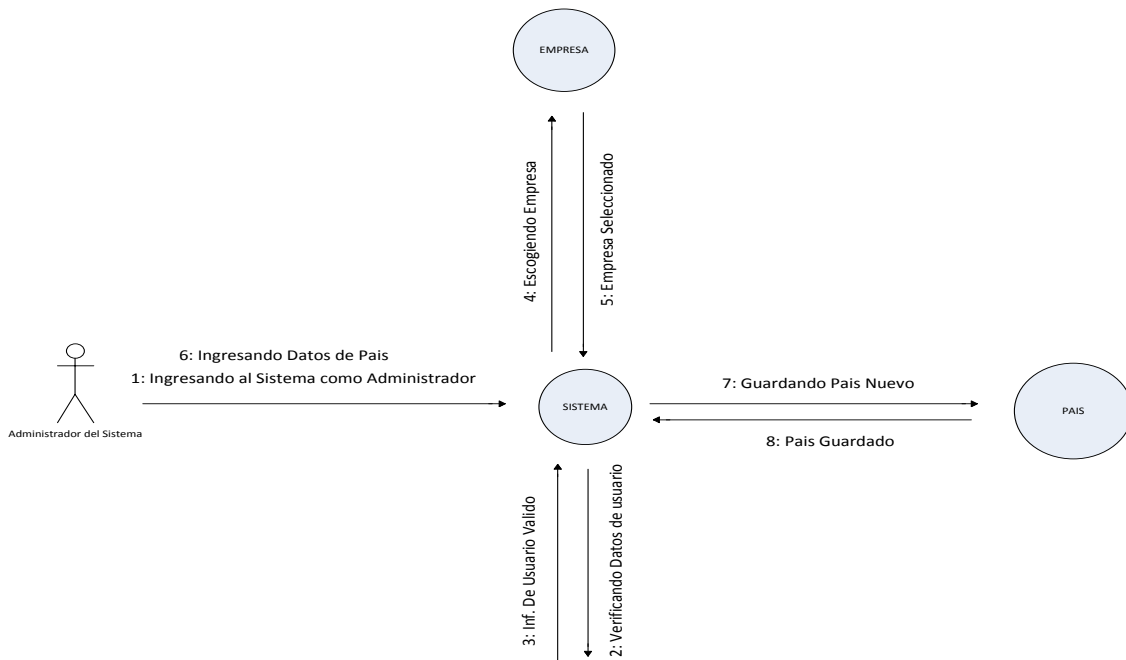 EMPRESA
4: Escogiendo Empresa
5: Empresa Seleccionado
6: Ingresando Datos de Pais
1: Ingresando al Sistema como Administrador
Administrador del Sistema
SISTEMA
7: Guardando Pais Nuevo
8: Pais Guardado
PAIS
3: Inf. De Usuario Valido
2: Verificando Datos de usuario